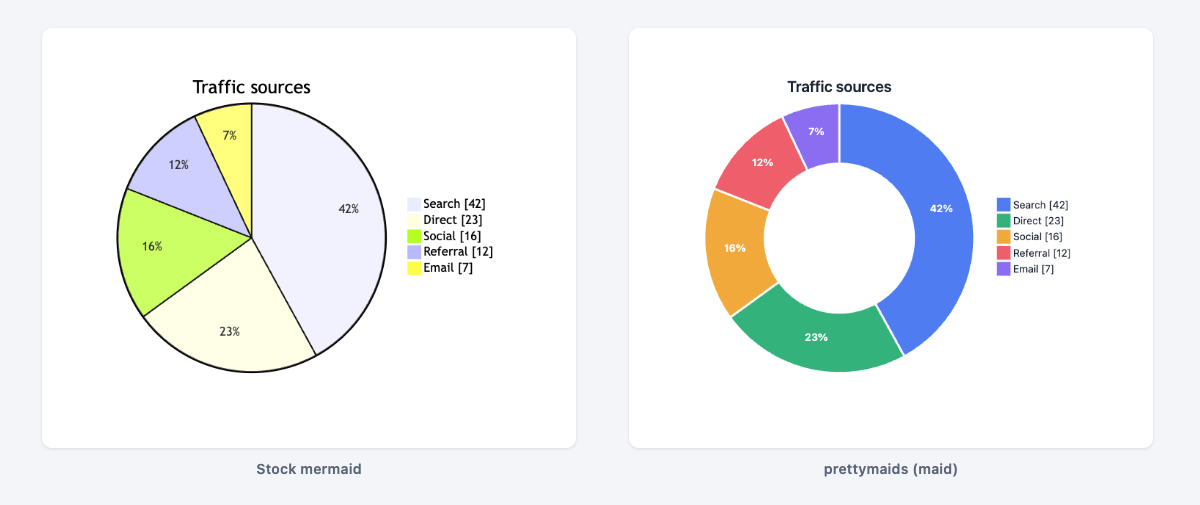 Traffic sources
7%
12%
42%
16%
23%
Search [42]
Direct [23]
Social [16]
Referral [12]
Email [7]
Stock mermaid
Traffic sources
7%
12%
42%
16%
23%
Search [42]
Direct [23]
Social [16]
Referral [12]
Email [7]
prettymaids (maid)